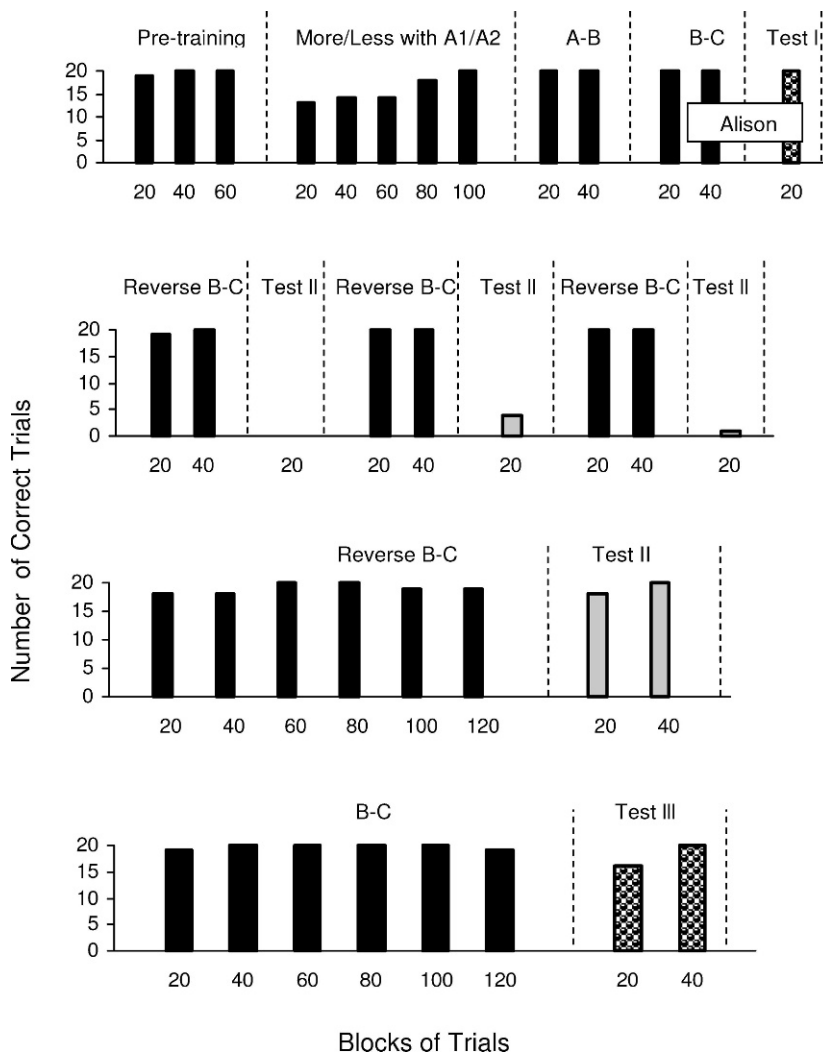 Pre-training More/Less with A1/A2 A-B B-C Test I
20
15
10
5
0
Alison
20 40 60 20 40 60 80 100 20 40 20 40 20
Reverse B-C Test II Reverse B-C Test II Reverse B-C Test II
20
15
10
5
0
20 40 20 20 40 20 20 40 20
Number of Correct Trials
Reverse B-C Test II
20
15
10
5
0
20 40 60 80 100 120 20 40
B-C Test III
20
15
10
5
0
20 40 60 80 100 120 20 40
Blocks of Trials